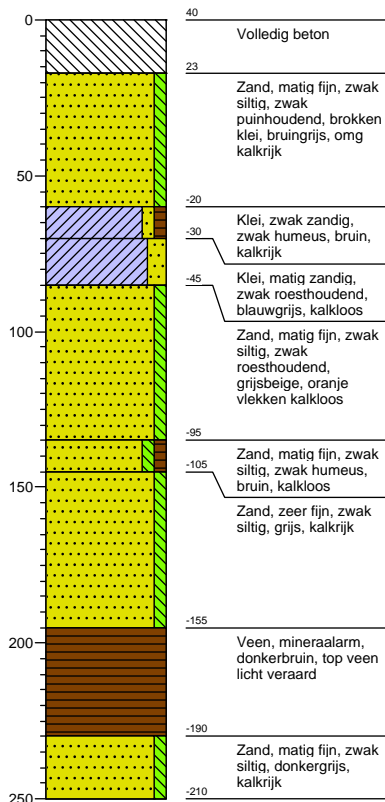 0
40
Volledig beton
23
Zand, matig fijn, zwak
siltig, zwak
puinhoudend, brokken
klei, bruingrijs, omg
kalkrijk
50
-20
Klei, zwak zandig,
zwak humeus, bruin,
kalkrijk
-30
Klei, matig zandig,
zwak roesthoudend,
blauwgrijs, kalkloos
-45
Zand, matig fijn, zwak
siltig, zwak
roesthoudend,
grijsbeige, oranje
vlekken kalkloos
100
-95
Zand, matig fijn, zwak
siltig, zwak humeus,
bruin, kalkloos
-105
150
Zand, zeer fijn, zwak
siltig, grijs, kalkrijk
-155
200
Veen, mineraalarm,
donkerbruin, top veen
licht veraard
-190
Zand, matig fijn, zwak
siltig, donkergrijs,
kalkrijk
250
-210